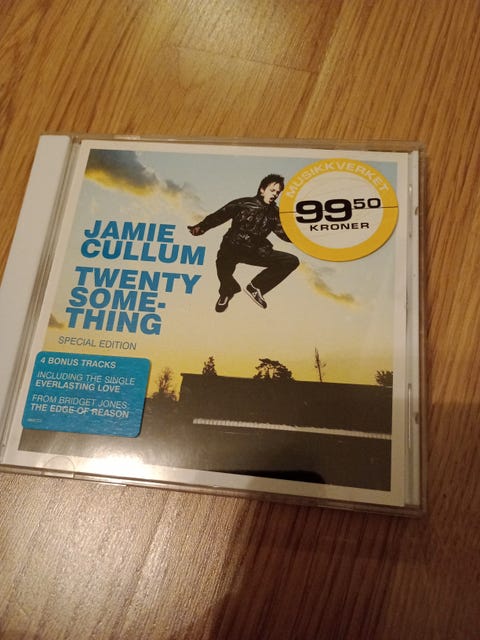 JAMIE
CULLUM
TWENTY
SOME-
THING
SPECIAL EDITION
4 BONUS TRACKS
INCLUDING THE SINGLE
EVERLASTING LOVE
FROM BRIDGET JONES:
THE EDGE OF REASON
MUSIKKVERKET
99 50
KRONER